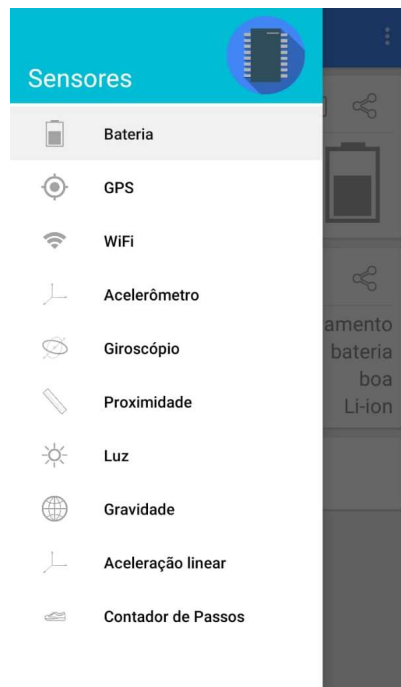 Sensores
Bateria
GPS
WiFi
Acelerômetro
Giroscópio
Proximidade
Luz
Gravidade
Aceleração linear
Contador de Passos
amento
bateria
boa
Li-ion